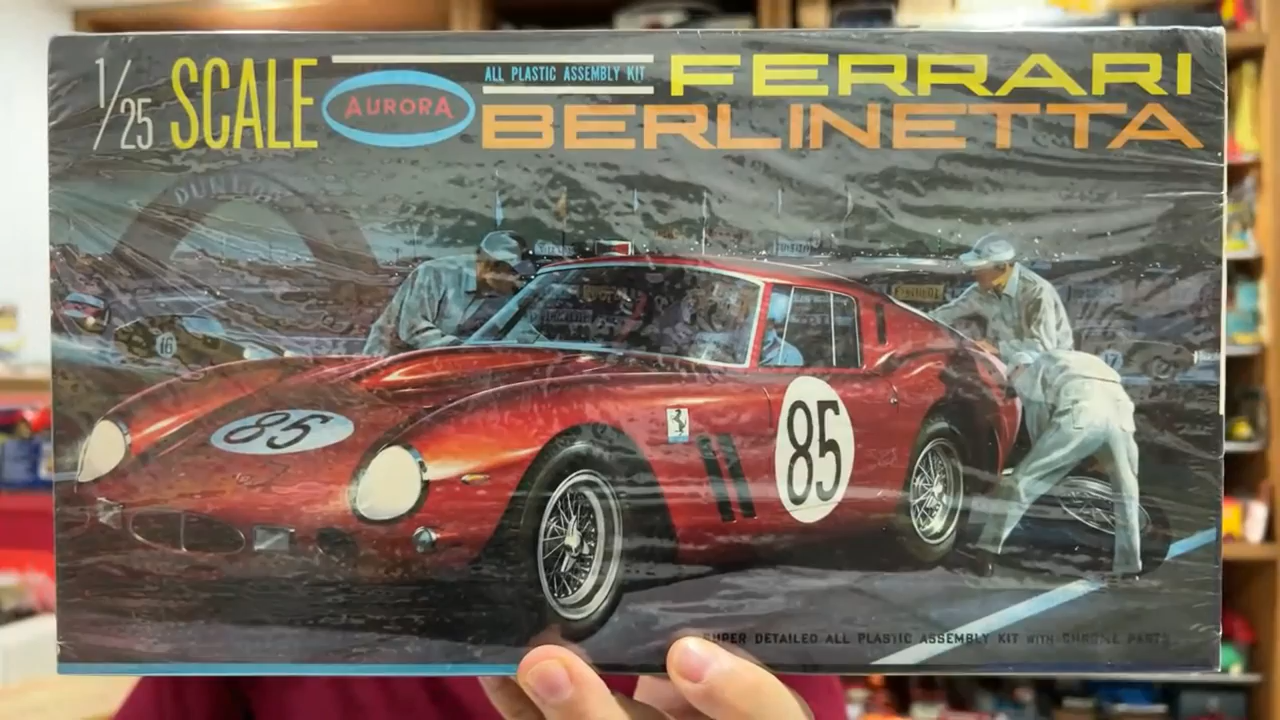 1/25 SCALE
AURORA
ALL PLASTIC ASSEMBLY KIT
FERRARI
BERLINETTA
DUNLOP
16
85
85
SUPER DETAILED ALL PLASTIC ASSEMBLY KIT WITH CHROME PARTS